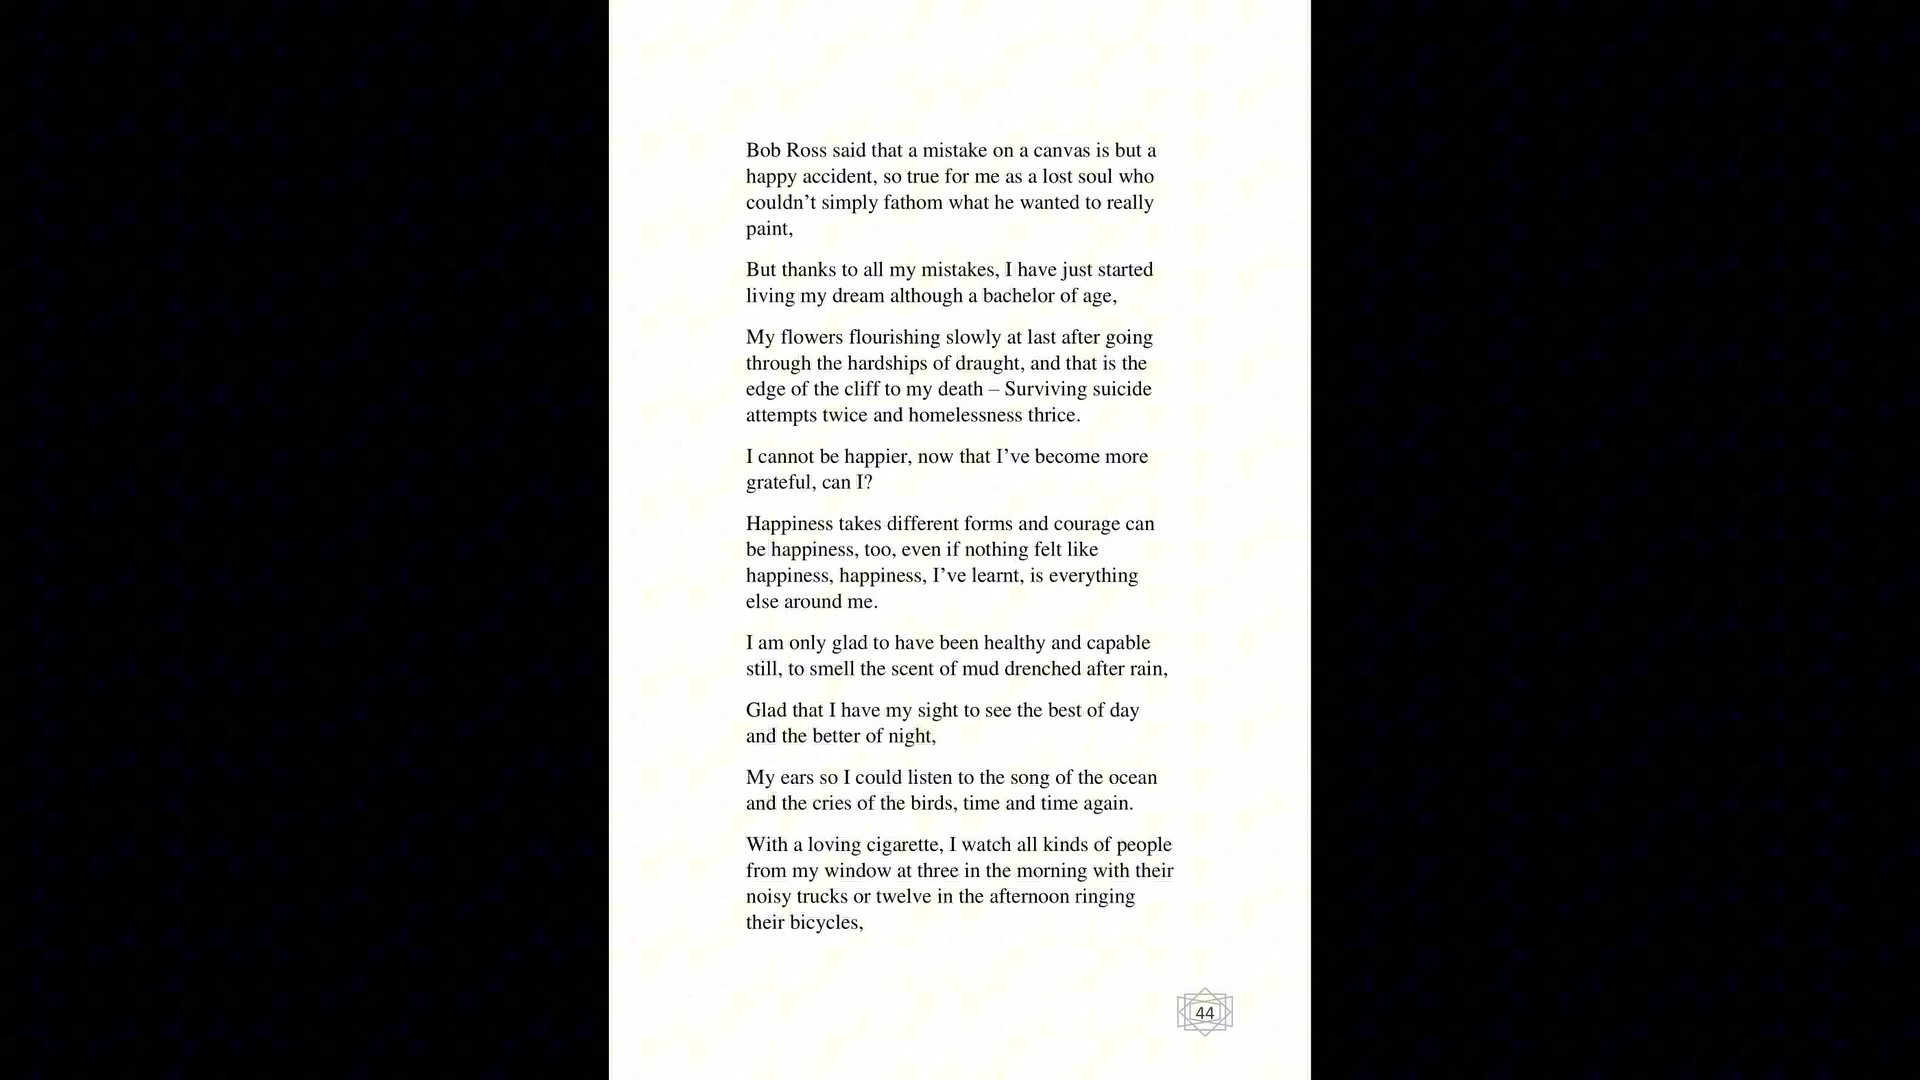 Bob Ross said that a mistake on a canvas is but a
happy accident, so true for me as a lost soul who
couldn’t simply fathom what he wanted to really
paint,
But thanks to all my mistakes, I have just started
living my dream although a bachelor of age,
My flowers flourishing slowly at last after going
through the hardships of draught, and that is the
edge of the cliff to my death – Surviving suicide
attempts twice and homelessness thrice.
I cannot be happier, now that I’ve become more
grateful, can I?
Happiness takes different forms and courage can
be happiness, too, even if nothing felt like
happiness, happiness, I’ve learnt, is everything
else around me.
I am only glad to have been healthy and capable
still, to smell the scent of mud drenched after rain,
Glad that I have my sight to see the best of day
and the better of night,
My ears so I could listen to the song of the ocean
and the cries of the birds, time and time again.
With a loving cigarette, I watch all kinds of people
from my window at three in the morning with their
noisy trucks or twelve in the afternoon ringing
their bicycles,
44